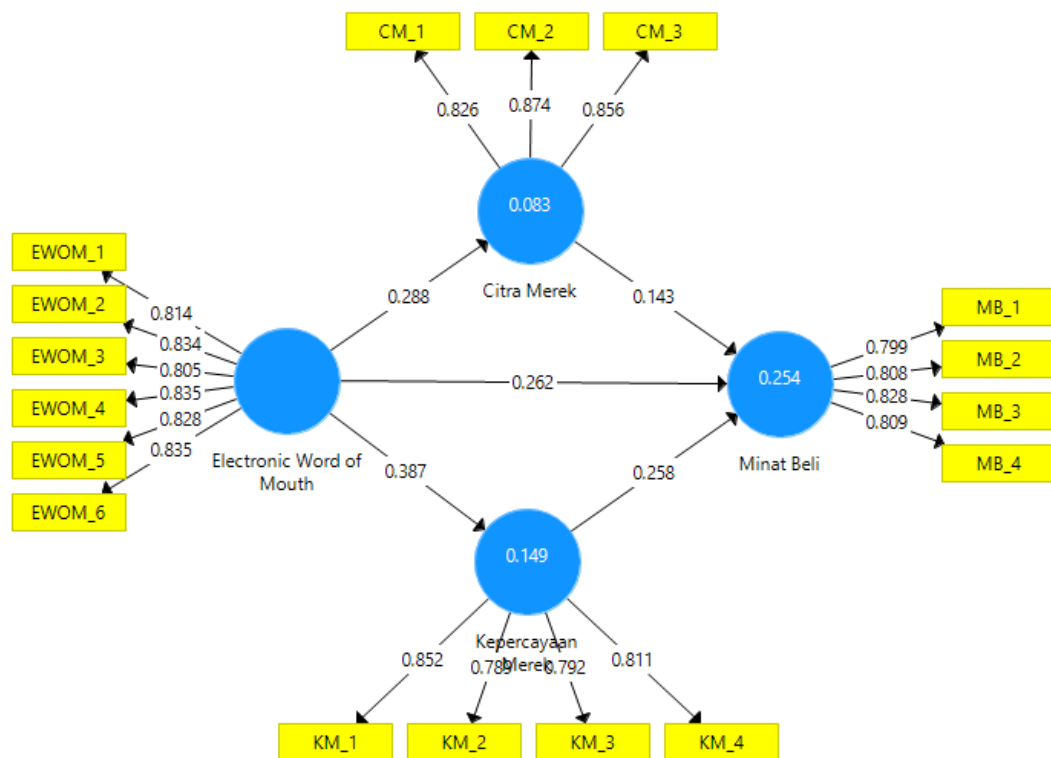 CM_1
CM_2
CM_3
0.826
0.874
0.856
0.083
Citra Merek
EWOM_1
EWOM_2
EWOM_3
EWOM_4
EWOM_5
EWOM_6
0.814
0.834
0.805
0.835
0.828
0.835
Electronic Word of
Mouth
0.288
0.143
0.262
0.387
0.258
0.254
Minat Beli
0.799
0.808
0.828
0.809
MB_1
MB_2
MB_3
MB_4
0.149
Kepercayaan
Merek
0.852
0.789
0.792
0.811
KM_1
KM_2
KM_3
KM_4